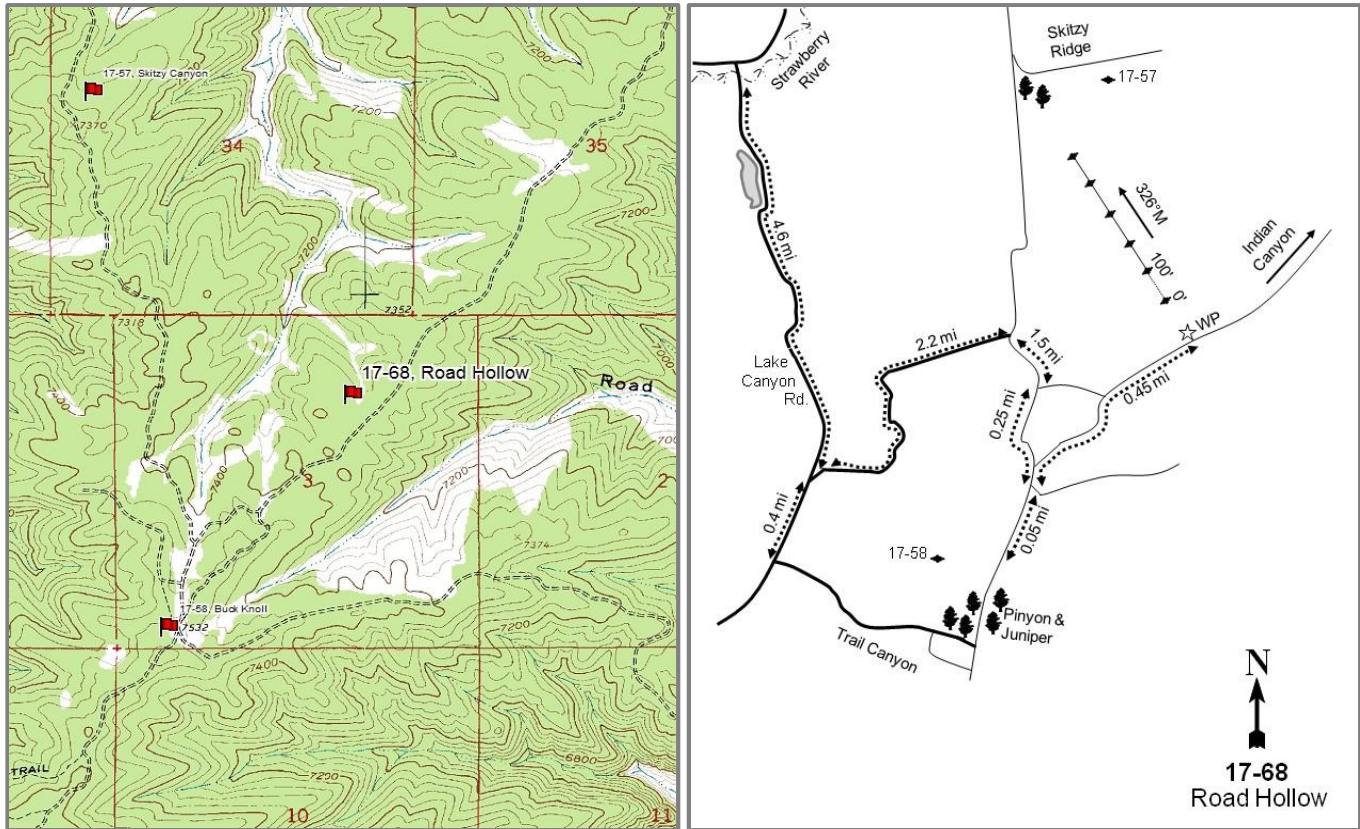 17-57, Skitzy Canyon
7200
7370
34
7200
35
7200
7200
7200
7352
7318
7000
17-68, Road Hollow
Road
7400
7200
7400
3
2
7374
17-58, Buck Knoll
7532
7400
7200
6800
TRAIL
10
11
Skitzy
Ridge
17-57
Strawberry
River
326°M
4.6 mi
Indian
Canyon
100'
0'
WP
2.2 mi
1.5 mi
Lake
Canyon
Rd.
0.45 mi
0.25 mi
0.4 mi
0.05 mi
17-58
Pinyon &
Juniper
Trail Canyon
N
17-68
Road Hollow